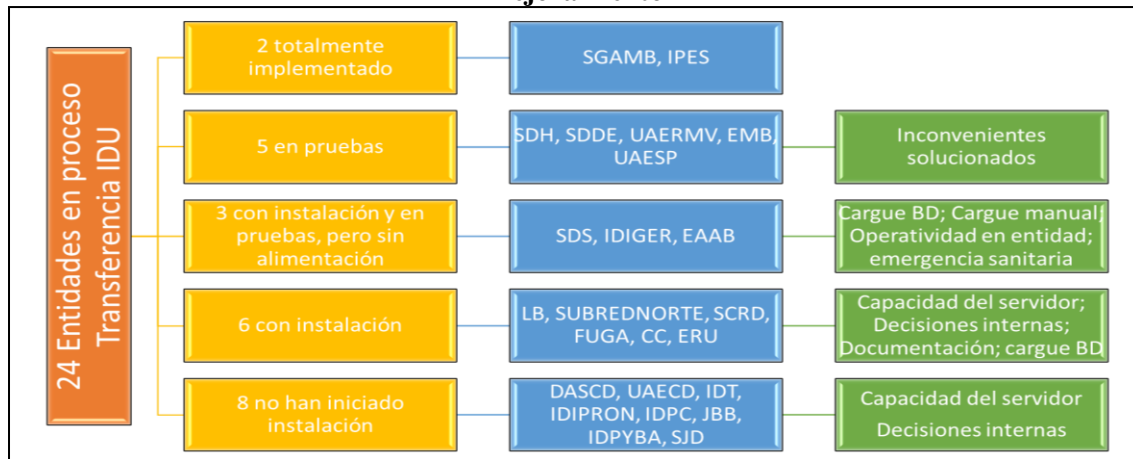 24 Entidades en proceso
Transferencia IDU
2 totalmente
implementado
SGAMB, IPES
5 en pruebas
SDH, SDDE, UAERMV, EMB,
UAESP
Inconvenientes
solucionados
3 con instalación y en
pruebas, pero sin
alimentación
SDS, IDIGER, EAAB
Cargue BD; Cargue manual;
Operatividad en entidad;
emergencia sanitaria
6 con instalación
LB, SUBREDNORTE, SCRD,
FUGA, CC, ERU
Capacidad del servidor;
Decisiones internas;
Documentación; cargue BD
8 no han iniciado
instalación
DASCD, UAECD, IDT,
IDIPRON, IDPC, JBB,
IDPYBA, SJD
Capacidad del servidor
Decisiones internas